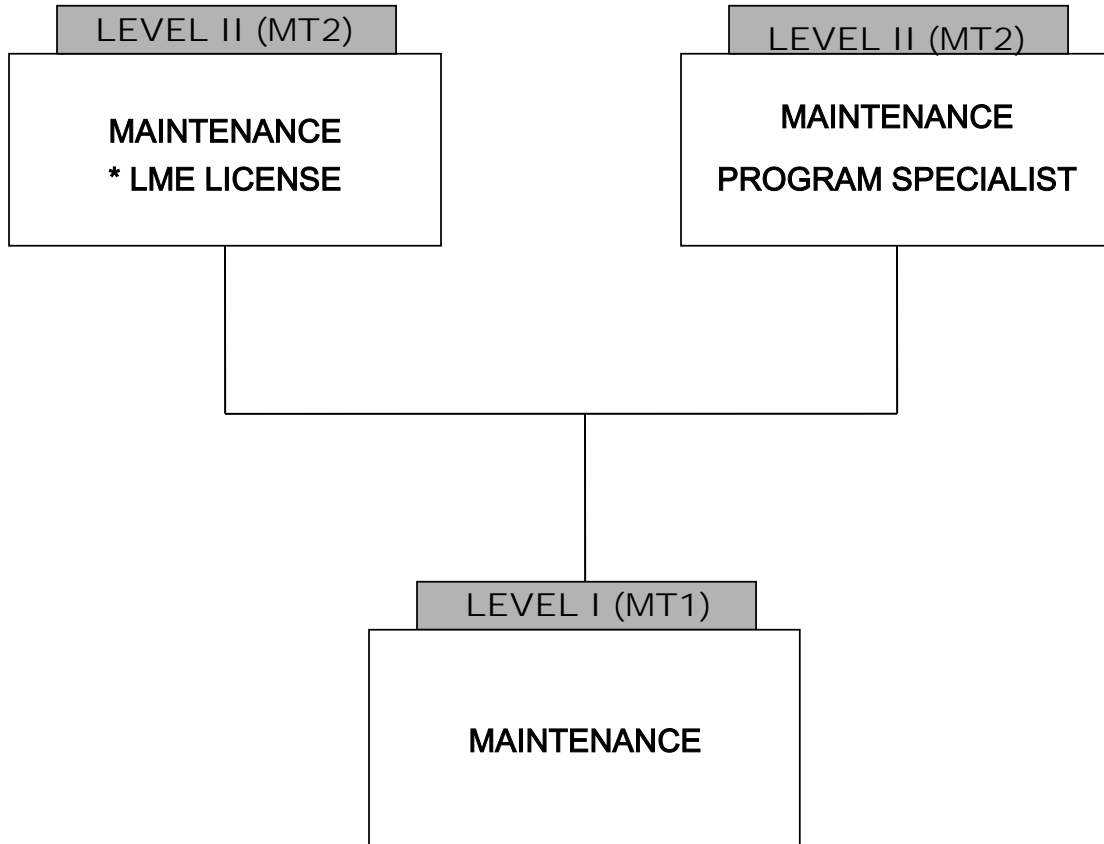 LEVEL II (MT2)
MAINTENANCE
* LME LICENSE
LEVEL II (MT2)
MAINTENANCE
PROGRAM SPECIALIST
LEVEL I (MT1)
MAINTENANCE